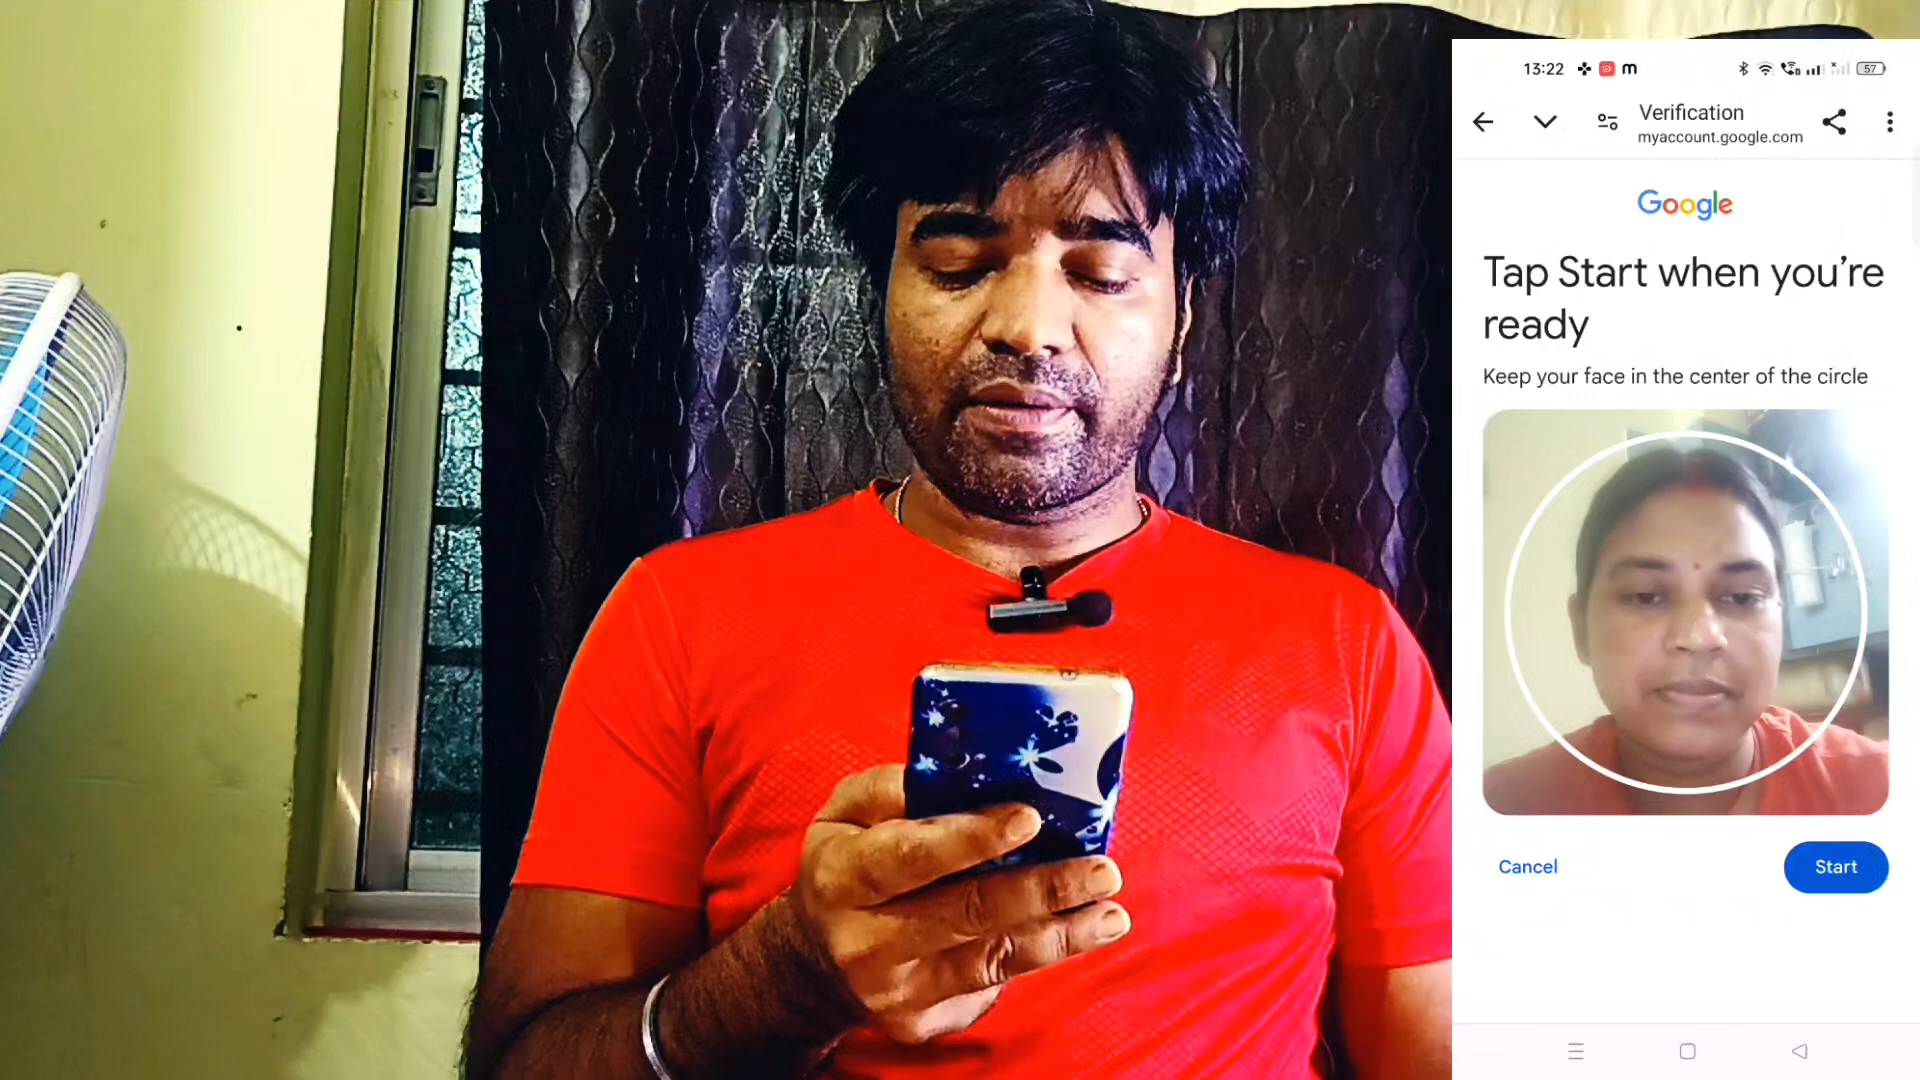 13:22
57
Verification
myaccount.google.com
Google
Tap Start when you're
ready
Keep your face in the center of the circle
Cancel
Start